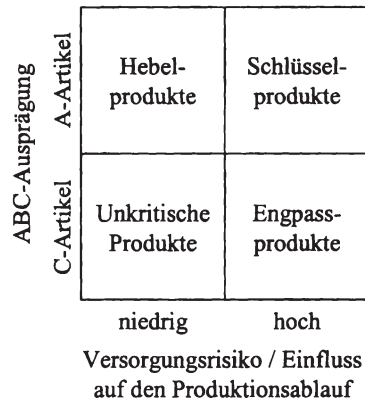 ABC-Ausprägung
A-Artikel
Hebel-
produkte
Schlüssel-
produkte
C-Artikel
Unkritische
Produkte
Engpass-
produkte
niedrig
hoch
Versorgungsrisiko / Einfluss
auf den Produktionsablauf